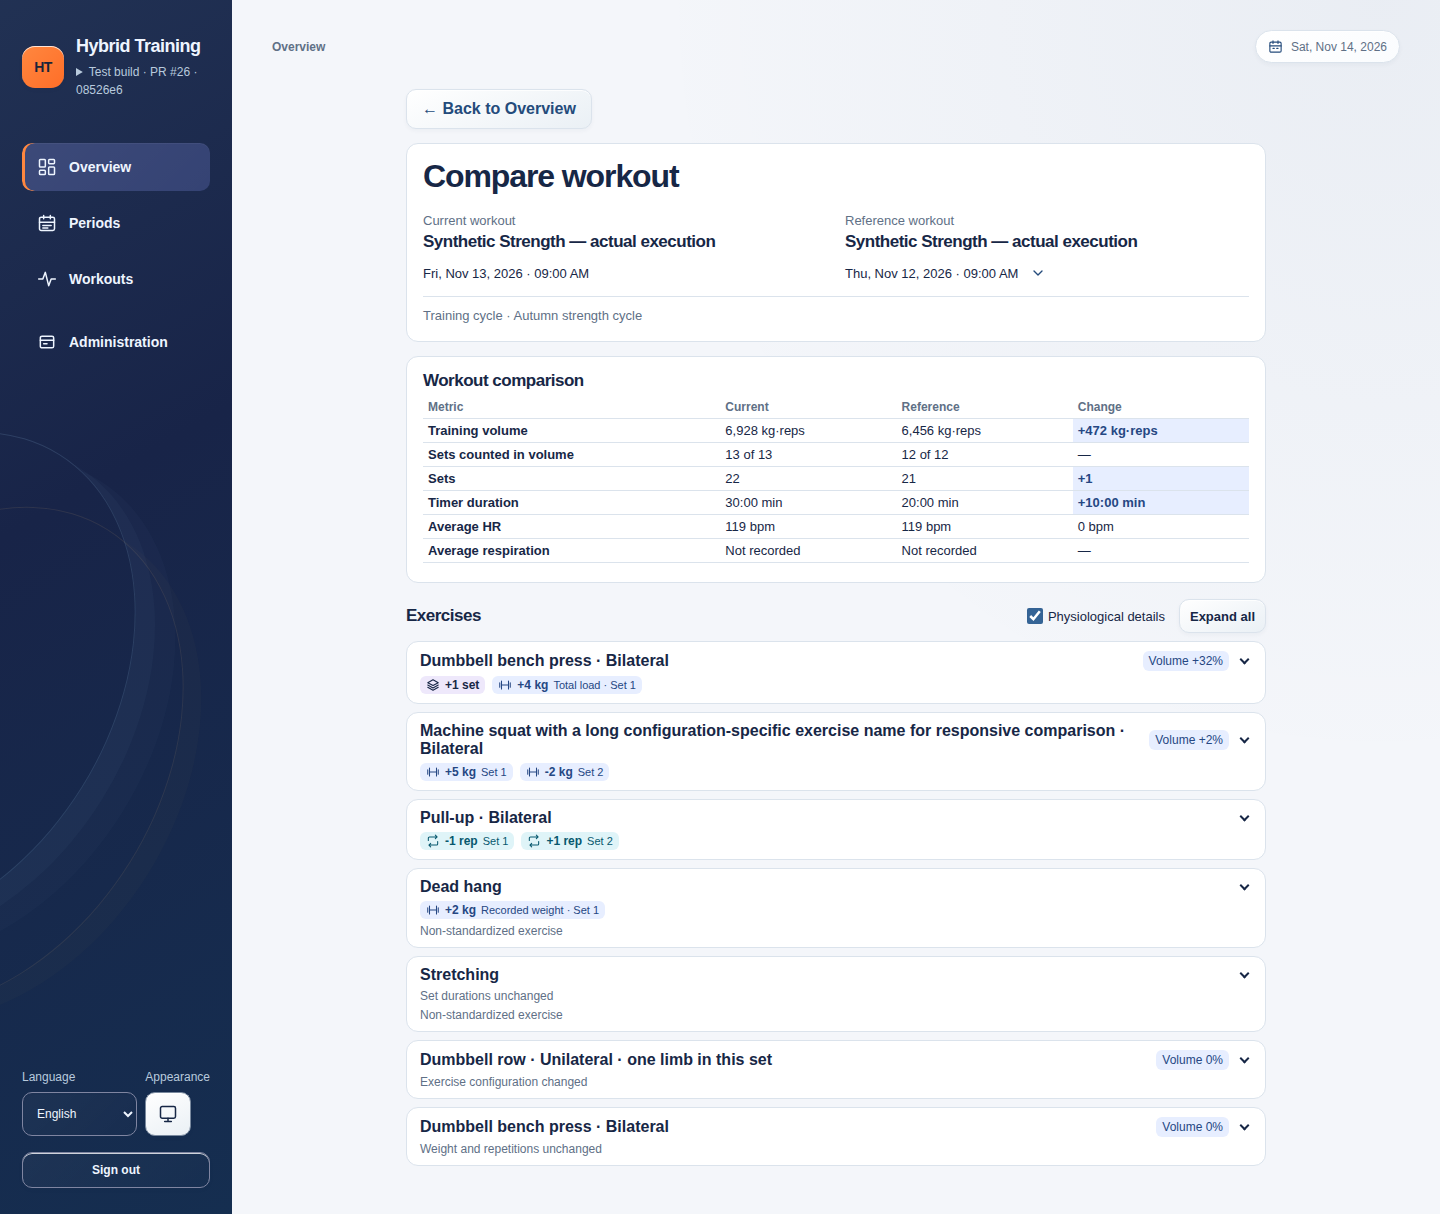 HT
Hybrid Training
Test build · PR #26 ·
08526e6
Overview
Periods
Workouts
Administration
Language
Appearance
English
Sign out
Overview
Sat, Nov 14, 2026
← Back to Overview
Compare workout
Current workout
Synthetic Strength — actual execution
Fri, Nov 13, 2026 · 09:00 AM
Reference workout
Synthetic Strength — actual execution
Thu, Nov 12, 2026 · 09:00 AM
Training cycle · Autumn strength cycle
Workout comparison
Metric Current Reference Change
Training volume 6,928 kg·reps 6,456 kg·reps +472 kg·reps
Sets counted in volume 13 of 13 12 of 12 —
Sets 22 21 +1
Timer duration 30:00 min 20:00 min +10:00 min
Average HR 119 bpm 119 bpm 0 bpm
Average respiration Not recorded Not recorded —
Exercises
Physiological details
Expand all
Dumbbell bench press · Bilateral
Volume +32%
+1 set +4 kg Total load · Set 1
Machine squat with a long configuration-specific exercise name for responsive comparison ·
Bilateral
Volume +2%
+5 kg Set 1 -2 kg Set 2
Pull-up · Bilateral
-1 rep Set 1 +1 rep Set 2
Dead hang
+2 kg Recorded weight · Set 1
Non-standardized exercise
Stretching
Set durations unchanged
Non-standardized exercise
Dumbbell row · Unilateral · one limb in this set
Volume 0%
Exercise configuration changed
Dumbbell bench press · Bilateral
Volume 0%
Weight and repetitions unchanged